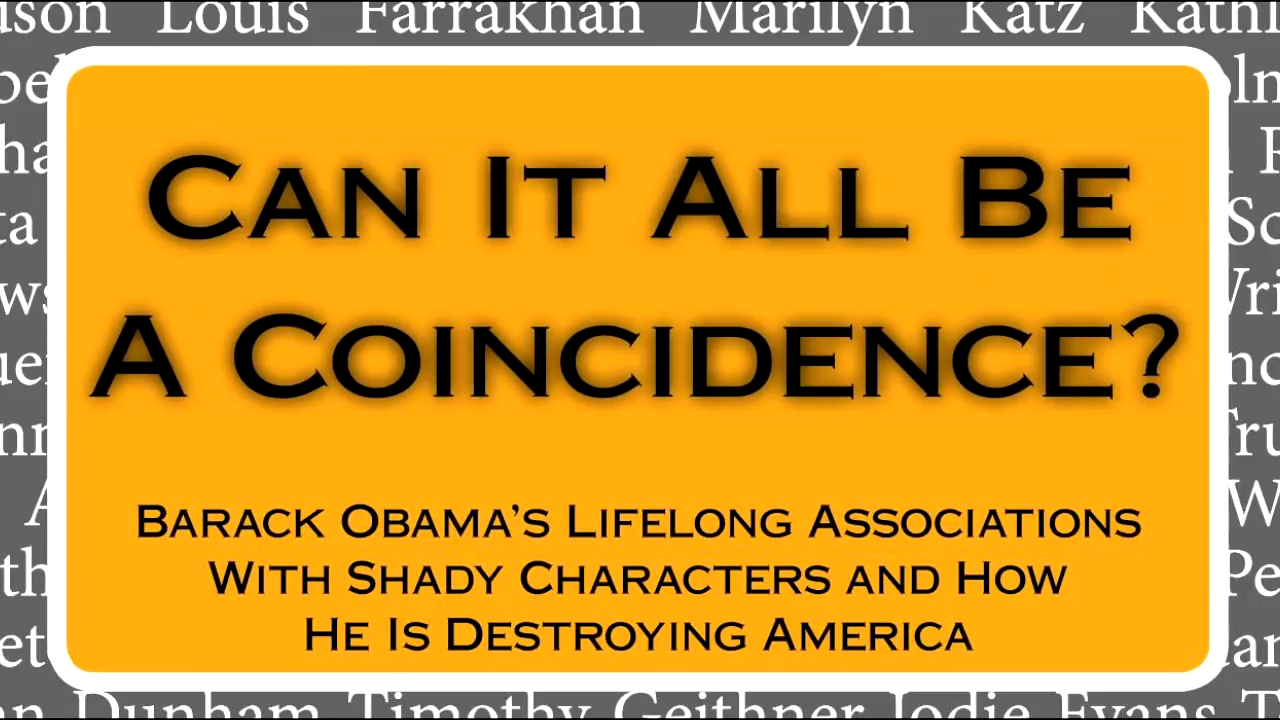 Louis Farrakhan Marilyn Katz
CAN IT ALL BE
A COINCIDENCE?
BARACK OBAMA'S LIFELONG ASSOCIATIONS
WITH SHADY CHARACTERS AND HOW
HE IS DESTROYING AMERICA
Dunham Timothy Geithner Jodie Evans